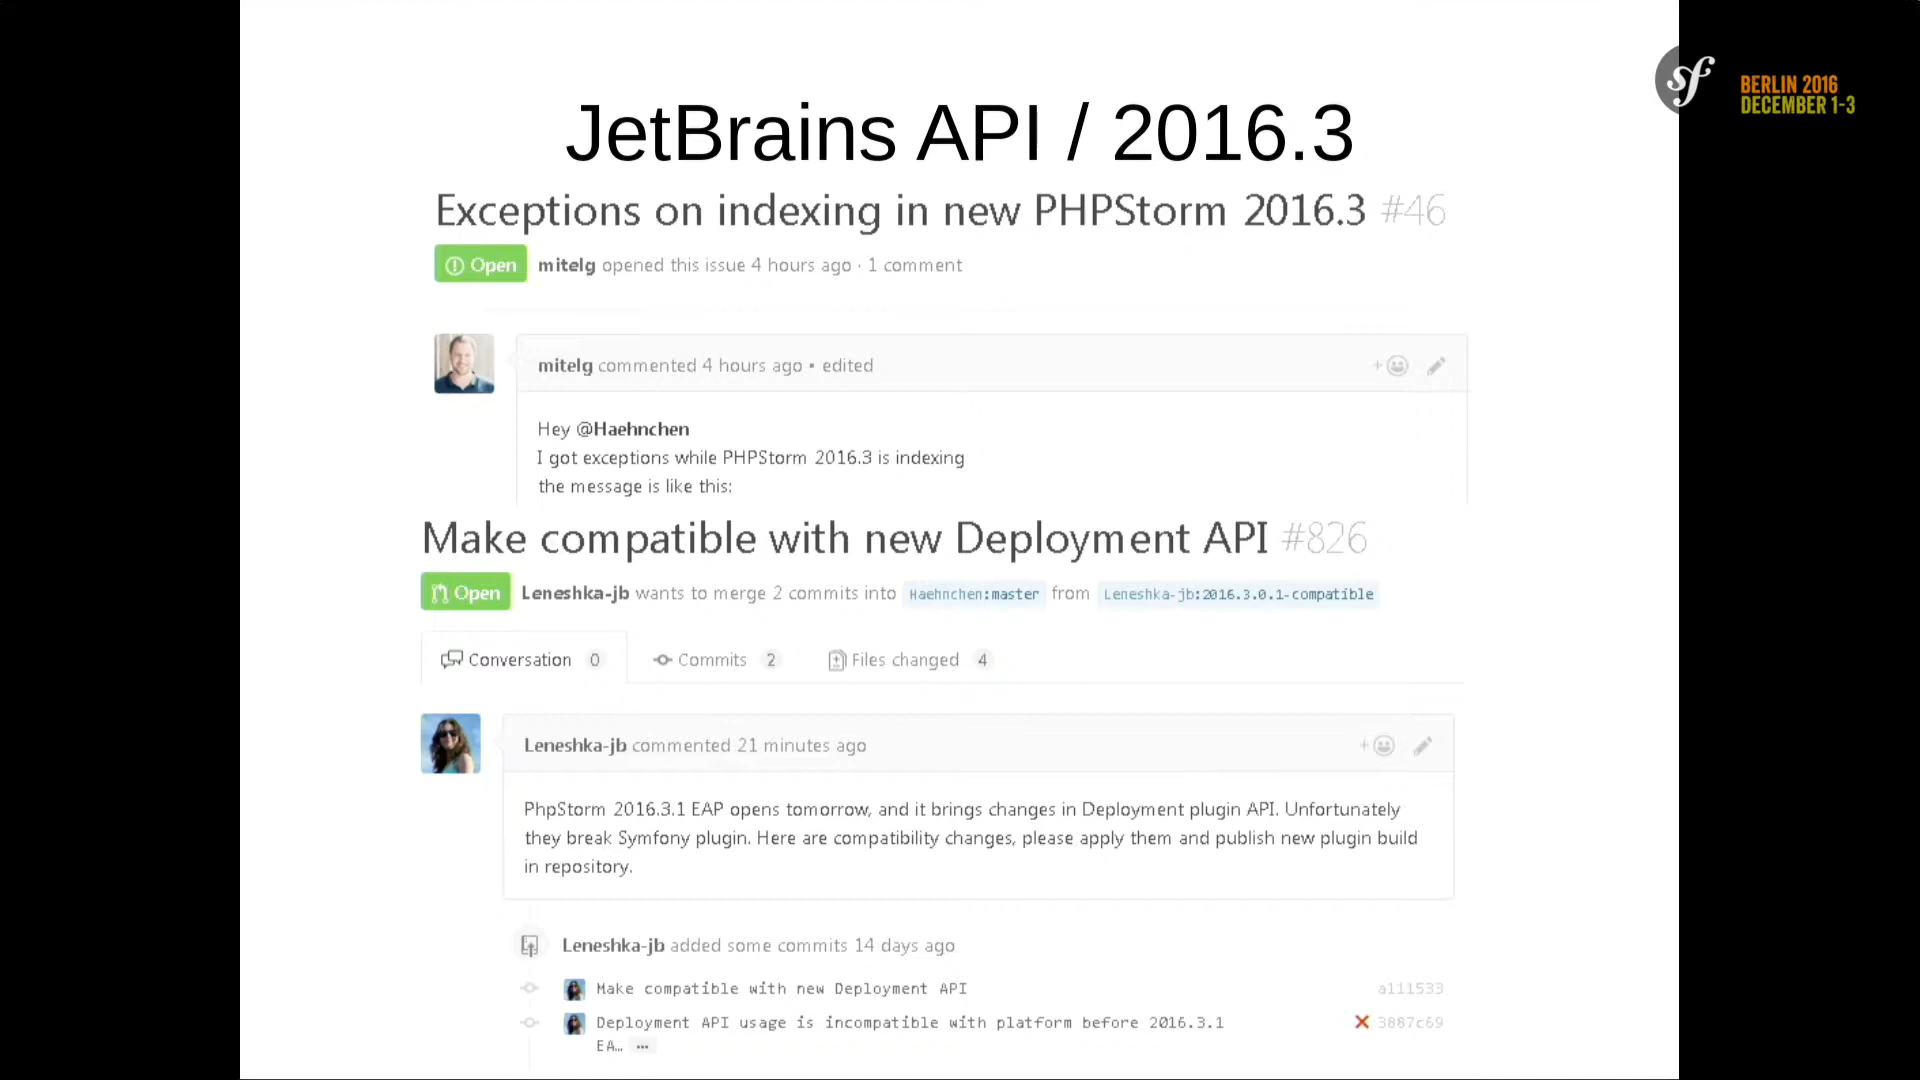 sf
BERLIN 2016
DECEMBER 1-3
JetBrains API / 2016.3
Exceptions on indexing in new PHPStorm 2016.3 #46
Open mitelg opened this issue 4 hours ago · 1 comment
mitelg commented 4 hours ago • edited
Hey @Haehnchen
I got exceptions while PHPStorm 2016.3 is indexing
the message is like this:
Make compatible with new Deployment API #826
Open Leneshka-jb wants to merge 2 commits into Haehnchen:master from Leneshka-jb:2016.3.0.1-compatible
Conversation 0 Commits 2 Files changed 4
Leneshka-jb commented 21 minutes ago
PhpStorm 2016.3.1 EAP opens tomorrow, and it brings changes in Deployment plugin API. Unfortunately
they break Symfony plugin. Here are compatibility changes, please apply them and publish new plugin build
in repository.
Leneshka-jb added some commits 14 days ago
Make compatible with new Deployment API a111533
Deployment API usage is incompatible with platform before 2016.3.1 3887c69
EA… …